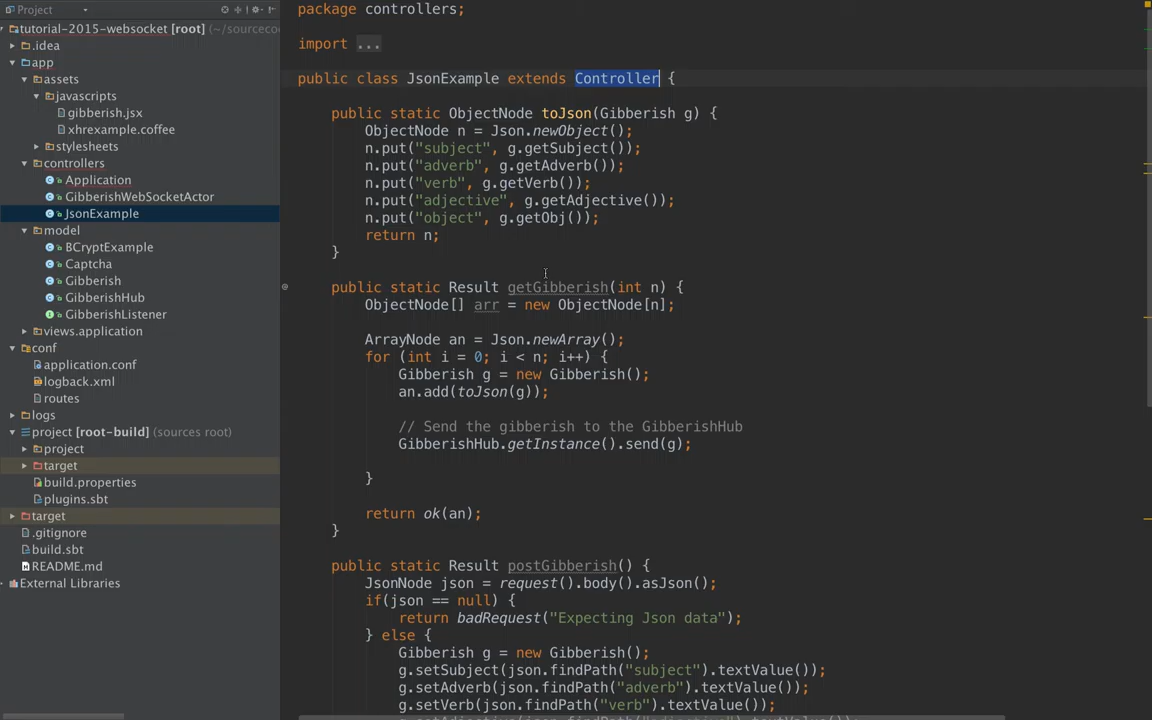 Project
tutorial-2015-websocket [root] (~/sourceco
.idea
app
assets
javascripts
gibberish.jsx
xhrexample.coffee
stylesheets
controllers
Application
GibberishWebSocketActor
JsonExample
model
BCryptExample
Captcha
Gibberish
GibberishHub
GibberishListener
views.application
conf
application.conf
logback.xml
routes
logs
project [root-build] (sources root)
project
target
build.properties
plugins.sbt
target
.gitignore
build.sbt
README.md
External Libraries
package controllers;
import ...
public class JsonExample extends Controller {
public static ObjectNode toJson(Gibberish g) {
ObjectNode n = Json.newObject();
n.put("subject", g.getSubject());
n.put("adverb", g.getAdverb());
n.put("verb", g.getVerb());
n.put("adjective", g.getAdjective());
n.put("object", g.getObj());
return n;
}
public static Result getGibberish(int n) {
ObjectNode[] arr = new ObjectNode[n];
ArrayNode an = Json.newArray();
for (int i = 0; i < n; i++) {
Gibberish g = new Gibberish();
an.add(toJson(g));
// Send the gibberish to the GibberishHub
GibberishHub.getInstance().send(g);
}
return ok(an);
}
public static Result postGibberish() {
JsonNode json = request().body().asJson();
if(json == null) {
return badRequest("Expecting Json data");
} else {
Gibberish g = new Gibberish();
g.setSubject(json.findPath("subject").textValue());
g.setAdverb(json.findPath("adverb").textValue());
g.setVerb(json.findPath("verb").textValue());